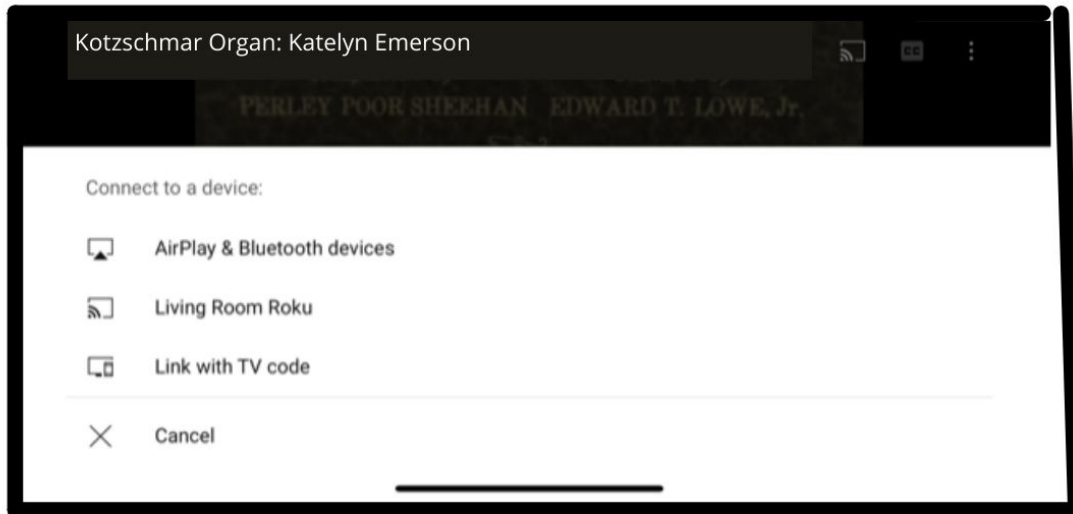 Kotzschmar Organ: Katelyn Emerson
CC
PERLEY POOR SHEEHAN EDWARD T. LOWE, Jr.
Connect to a device:
AirPlay & Bluetooth devices
Living Room Roku
Link with TV code
Cancel